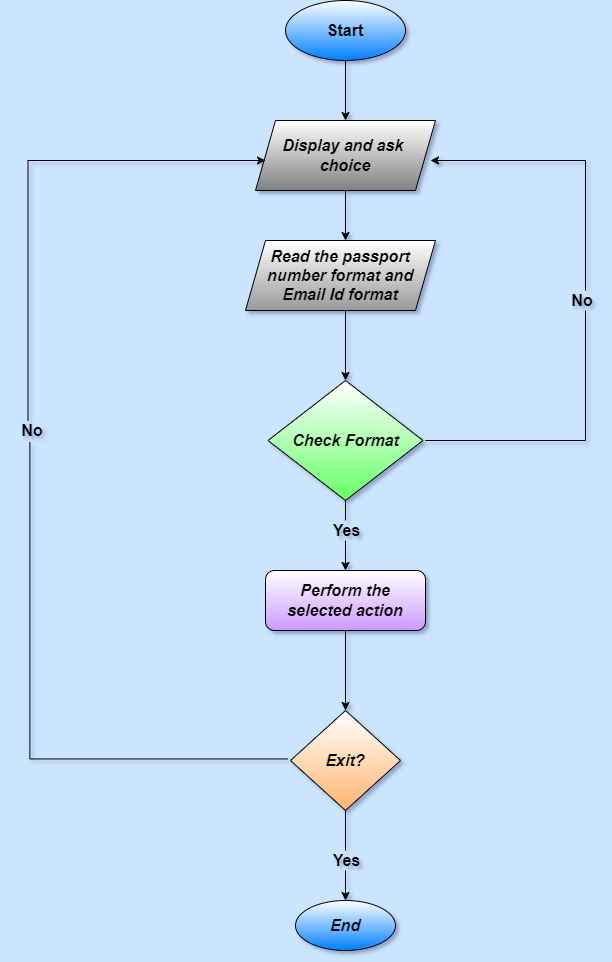 Start
Display and ask
choice
Read the passport
number format and
Email Id format
No
Check Format
No
Yes
Perform the
selected action
Exit?
Yes
End